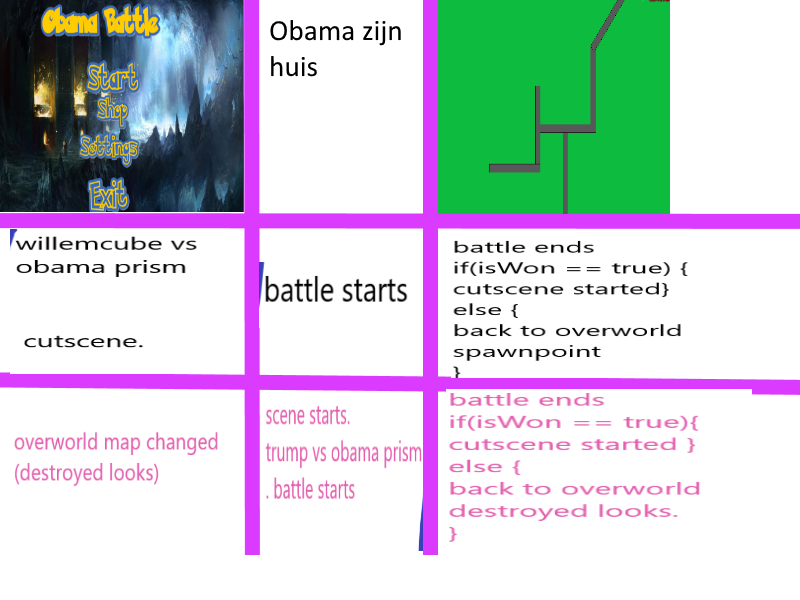 Obama Battle
Start
Shop
Settings
Exit
Obama zijn
huis
willemcube vs
obama prism
cutscene.
battle starts
battle ends
if(isWon == true) {
cutscene started}
else {
back to overworld
spawnpoint
}
overworld map changed
(destroyed looks)
scene starts.
trump vs obama prism
. battle starts
battle ends
if(isWon == true){
cutscene started }
else {
back to overworld
destroyed looks.
}